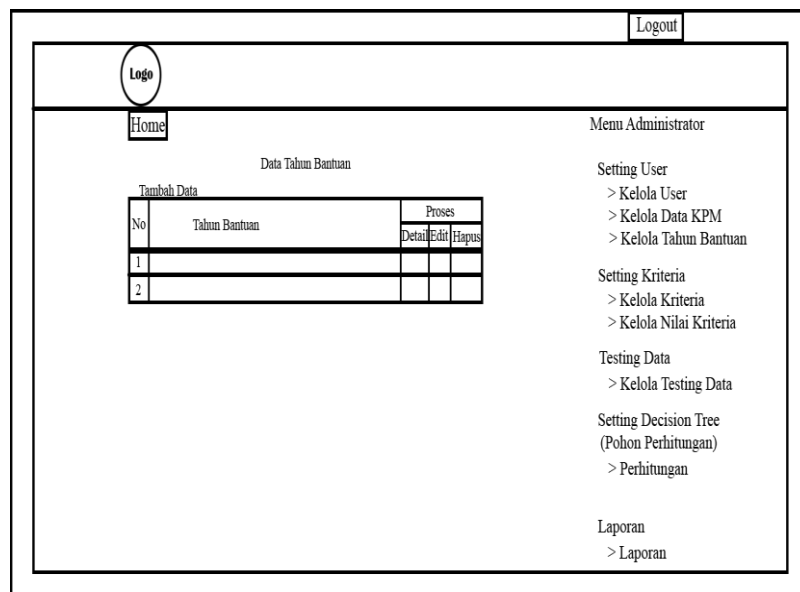 Logout
Logo
Home
Data Tahun Bantuan
Tambah Data
No Tahun Bantuan Proses
Detail Edit Hapus
1
2
Menu Administrator
Setting User
> Kelola User
> Kelola Data KPM
> Kelola Tahun Bantuan
Setting Kriteria
> Kelola Kriteria
> Kelola Nilai Kriteria
Testing Data
> Kelola Testing Data
Setting Decision Tree
(Pohon Perhitungan)
> Perhitungan
Laporan
> Laporan